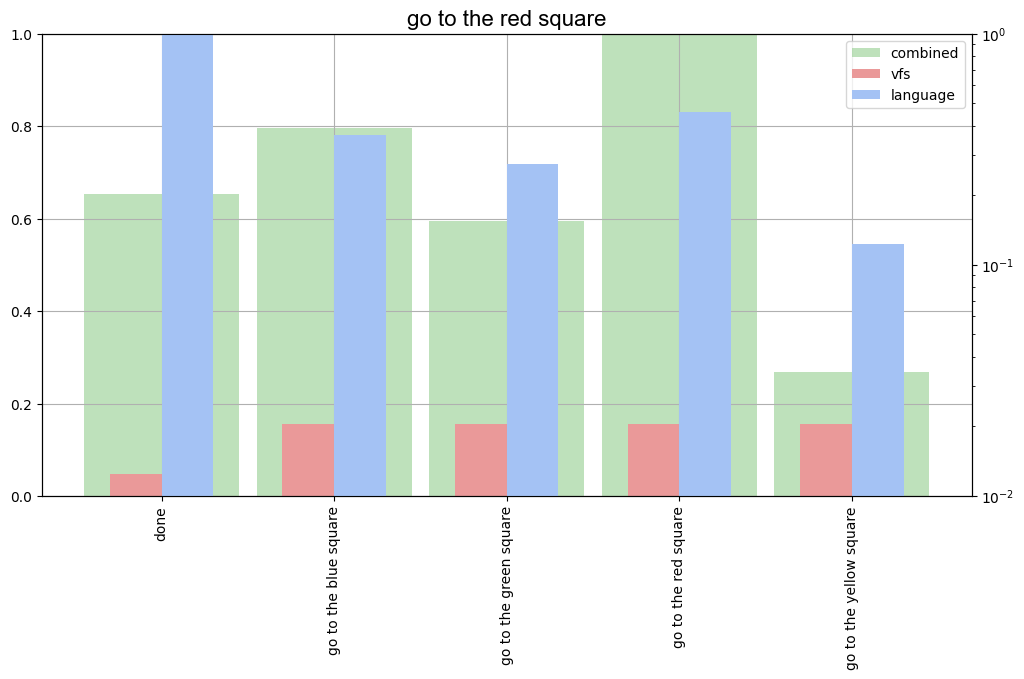 go to the red square
1.0
0.8
0.6
0.4
0.2
0.0
10⁰
10⁻¹
10⁻²
combined
vfs
language
done
go to the blue square
go to the green square
go to the red square
go to the yellow square